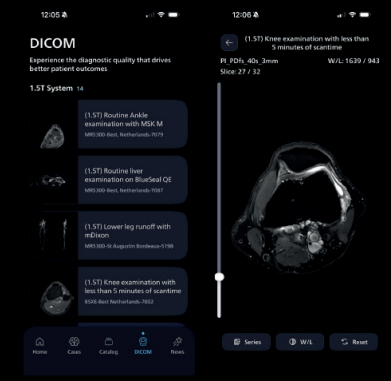 12:05
DICOM
Experience the diagnostic quality that drives
better patient outcomes
1.5T System 14
(1.5T) Routine Ankle
examination with MSK M
MR5300-Best, Netherlands-7079
(1.5T) Routine liver
examination on BlueSeal QE
MR5300-Best, Netherlands-7087
(1.5T) Lower leg runoff with
mDixon
MR5300-St Augustin Bordeaux-5198
(1.5T) Knee examination with
less than 5 minutes of scantime
BSX6-Best Netherlands-7602
Home
Cases
Catalog
DICOM
News
12:06
(1.5T) Knee examination with less than
5 minutes of scantime
PI_PDfs_40s_3mm
W/L: 1639 / 943
Slice: 27 / 32
Series
W/L
Reset